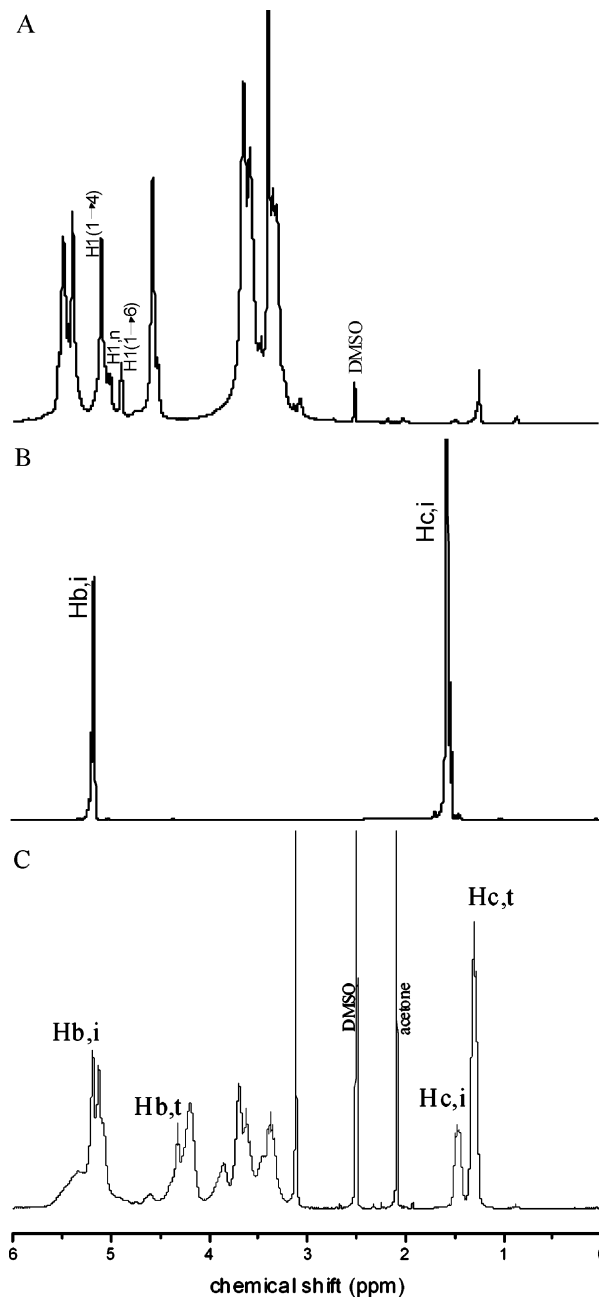 A
H1(1→4)
H1,n
H1(1→6)
DMSO
B
Hb,i
Hc,i
C
Hb,i
Hb,t
DMSO
acetone
Hc,i
Hc,t
6 5 4 3 2 1
chemical shift (ppm)